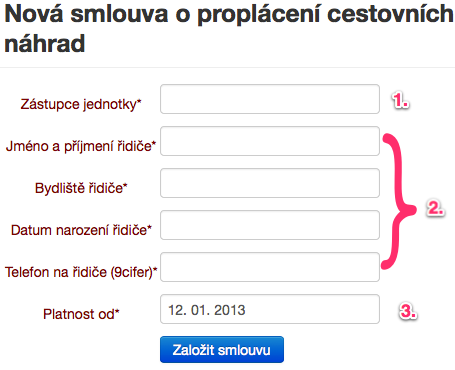 Nová smlouva o proplácení cestovních
náhrad
Zástupce jednotky* 1.
Jméno a příjmení řidiče*
Bydliště řidiče* 2.
Datum narození řidiče*
Telefon na řidiče (9cifer)*
Platnost od* 12. 01. 2013 3.
Založit smlouvu